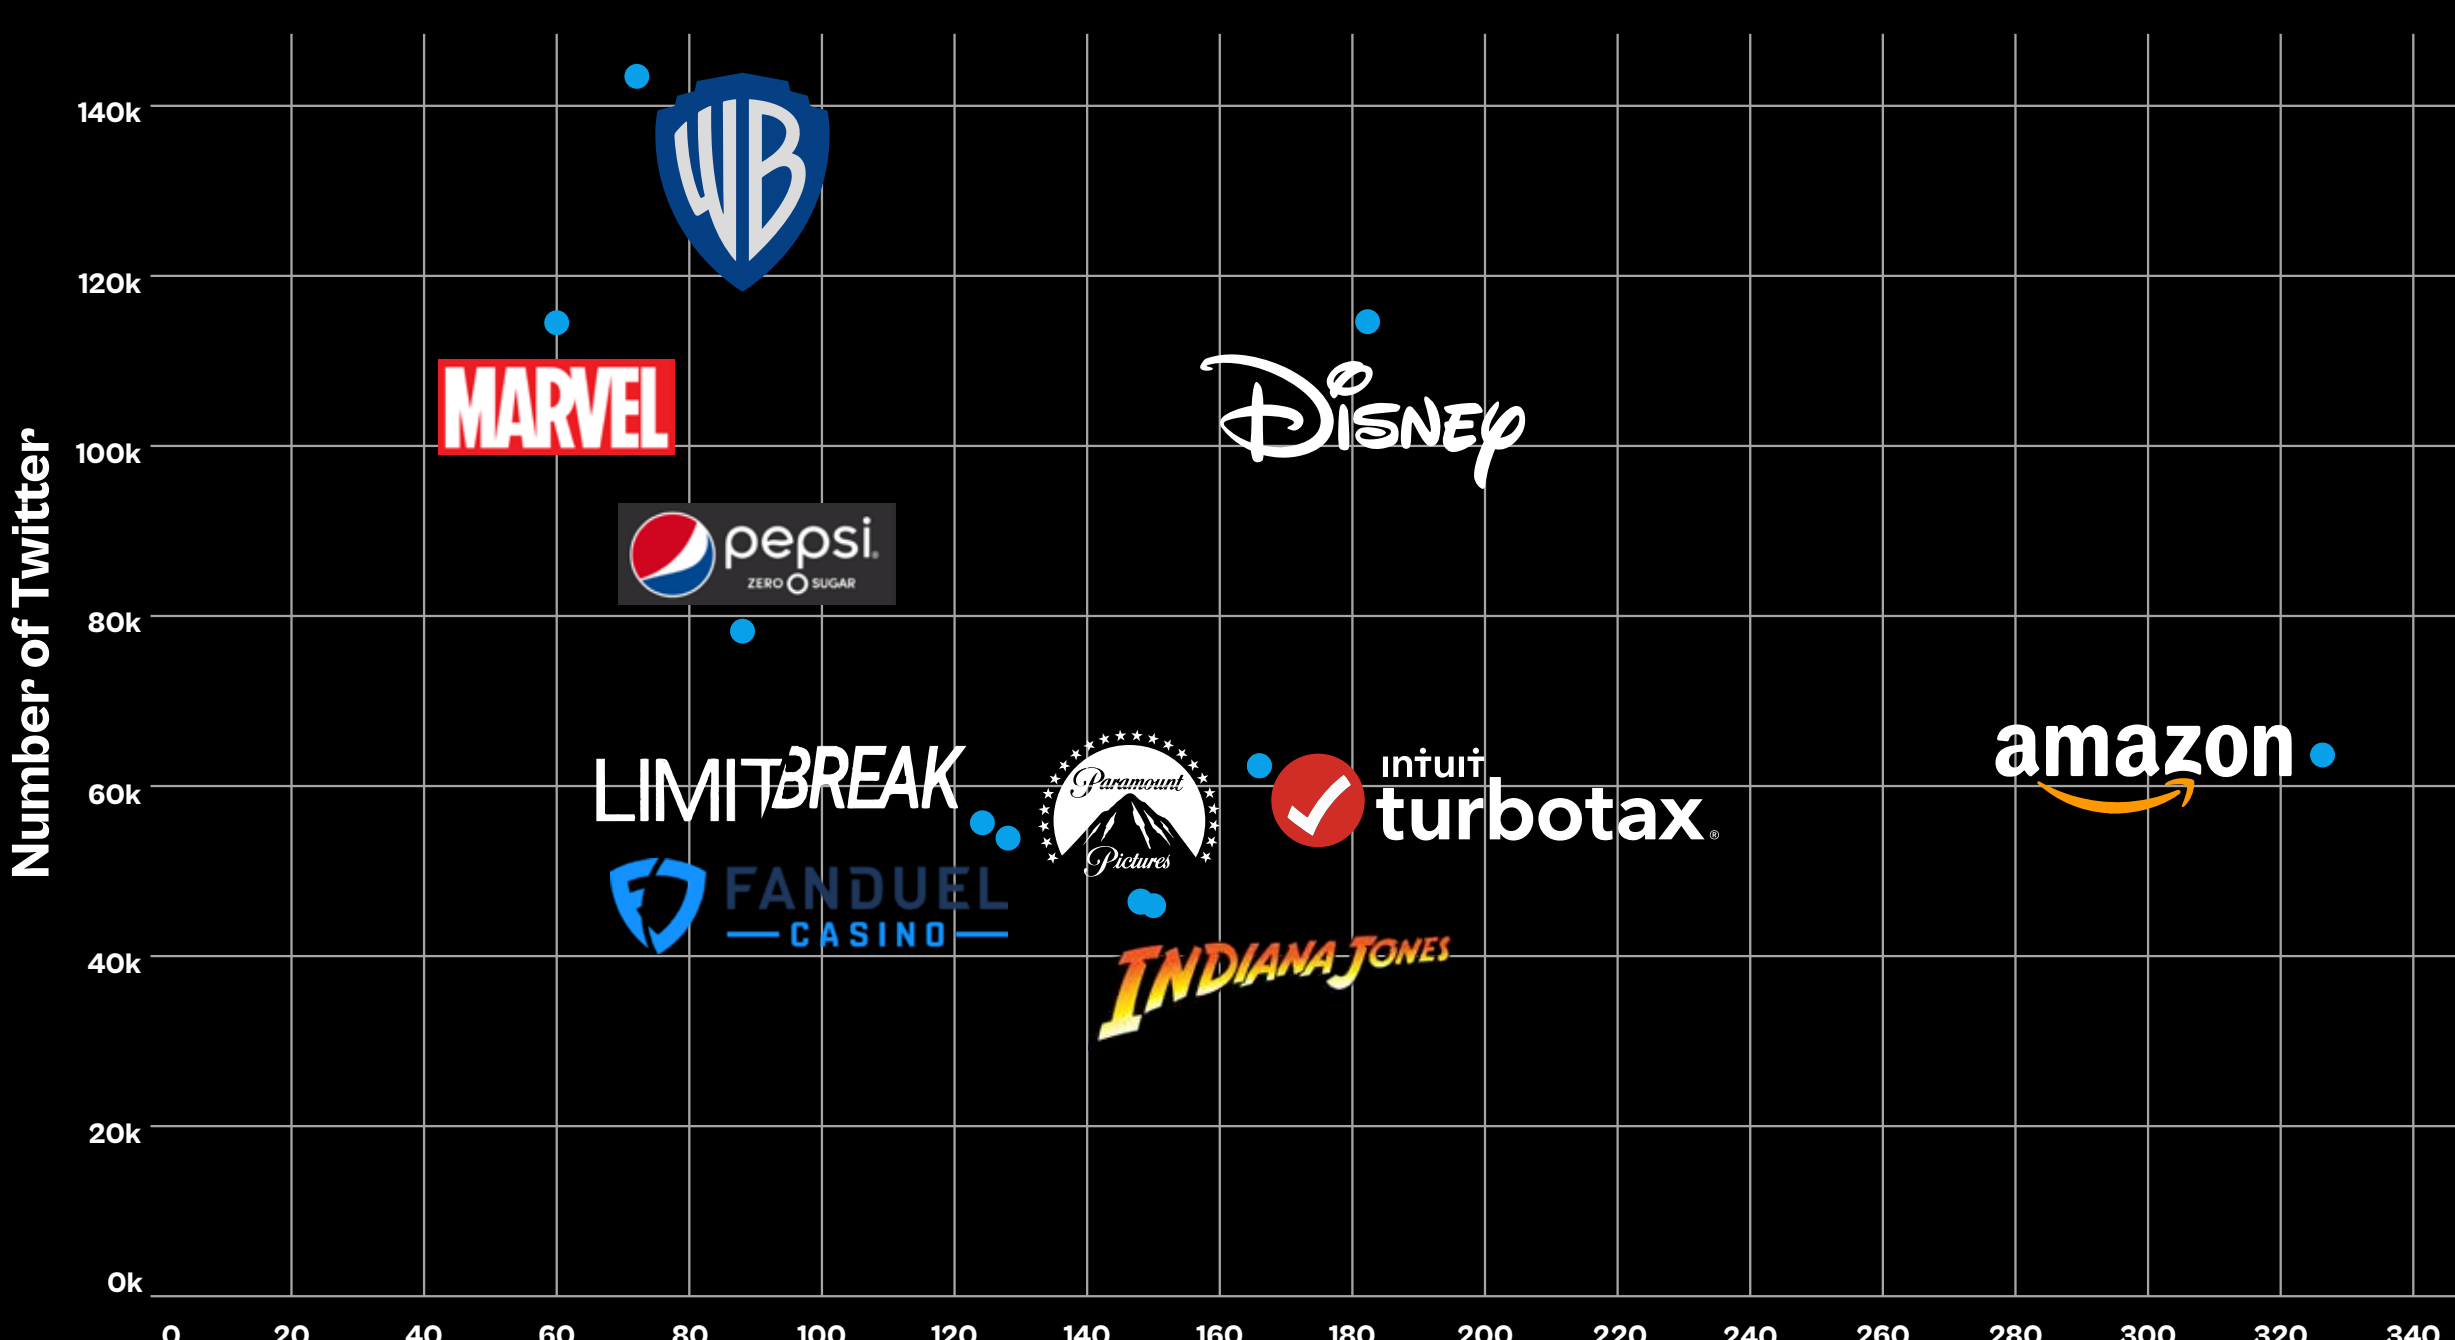 Number of Twitter
140k
120k
100k
80k
60k
40k
20k
0k
WB
MARVEL
Disney
pepsi®
ZERO SUGAR
LIMITBREAK
Paramount
Pictures
intuit
turbotax®
amazon
FANDUEL
CASINO
INDIANA JONES
0 20 40 60 80 100 120 140 160 180 200 220 240 260 280 300 320 340